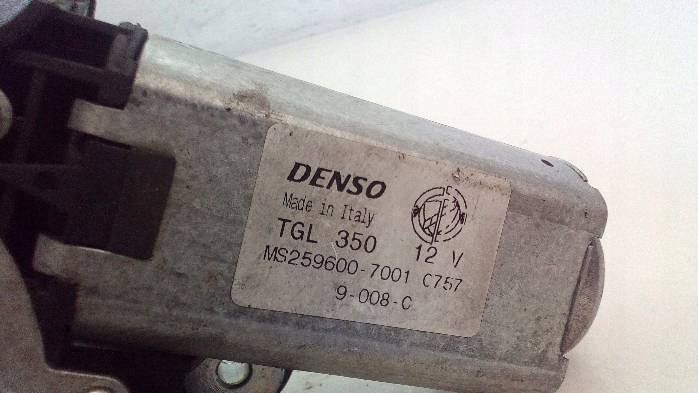 DENSO
Made in Italy
TGL 350 12 V
MS259600-7001 C757
9-008-C